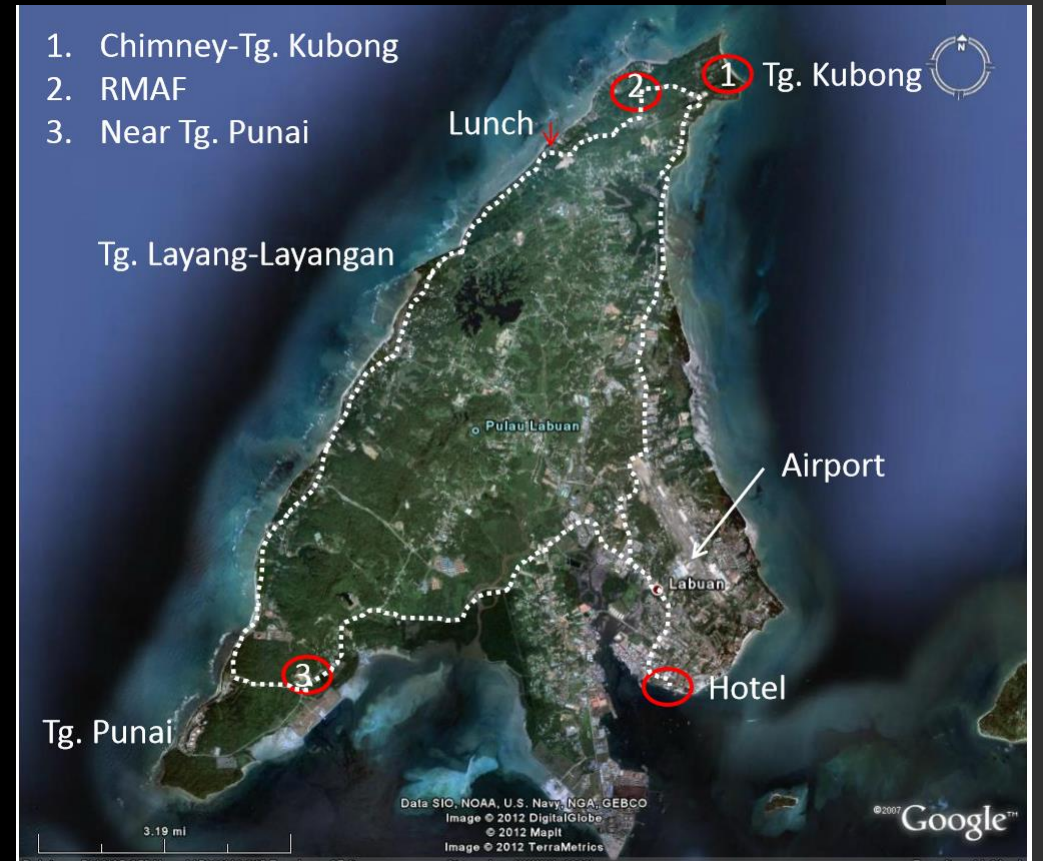 1. Chimney-Tg. Kubong
2. RMAF
3. Near Tg. Punai
1
Tg. Kubong
N
2
Lunch
Tg. Layang-Layangan
Pulau Labuan
Airport
Labuan
3
Hotel
Tg. Punai
Data SIO, NOAA, U.S. Navy, NGA, GEBCO
Image © 2012 DigitalGlobe
© 2012 MapIt
Image © 2012 TerraMetrics
©2007 Google™
3.19 mi